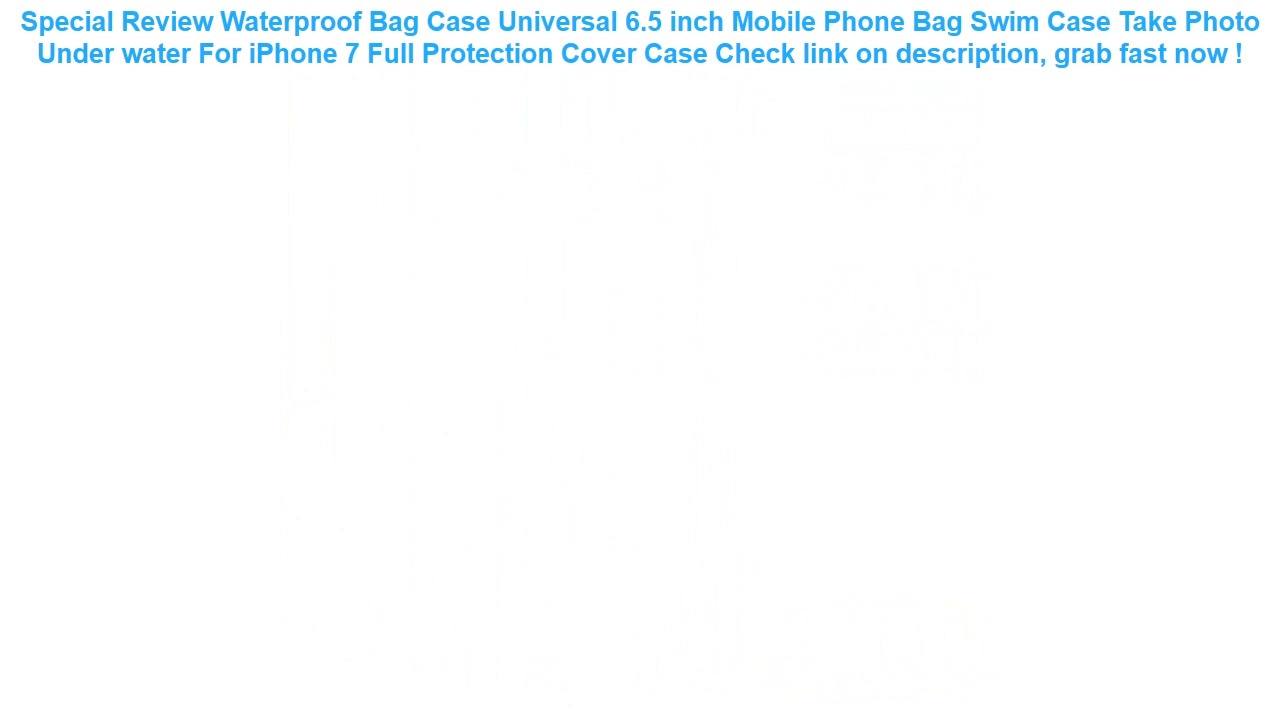 Special Review Waterproof Bag Case Universal 6.5 inch Mobile Phone Bag Swim Case Take Photo
Under water For iPhone 7 Full Protection Cover Case Check link on description, grab fast now !